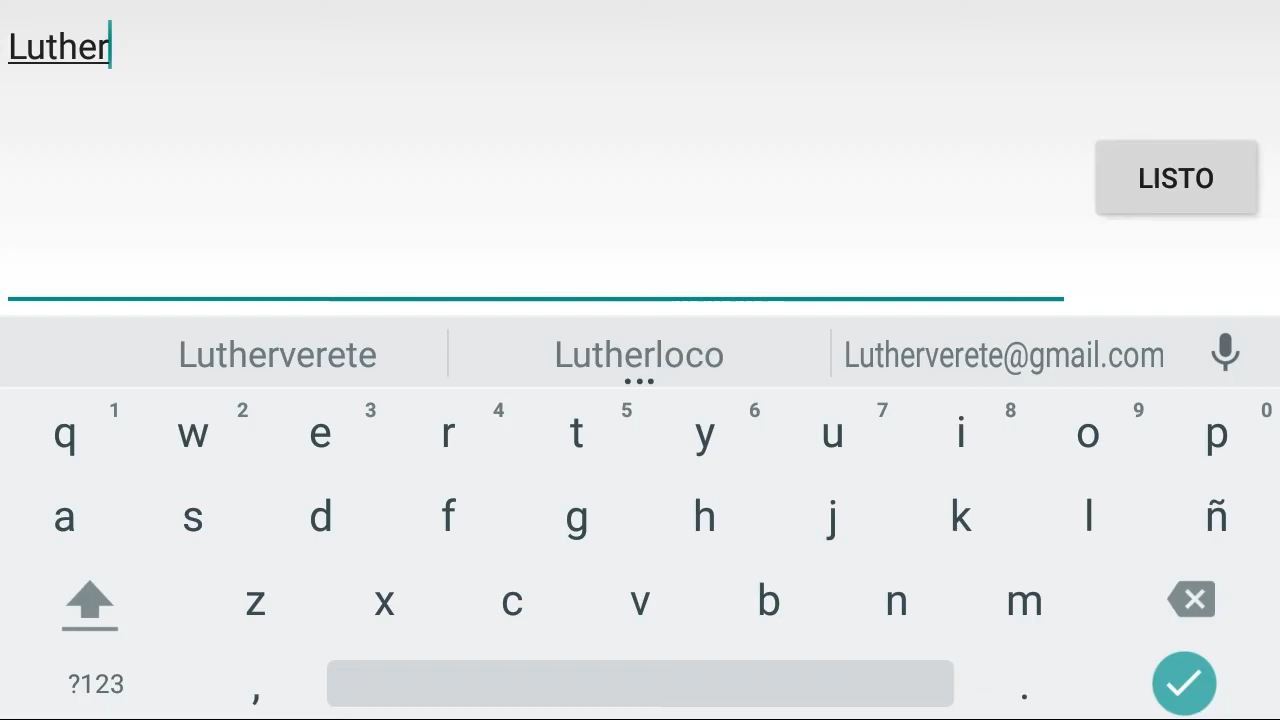 Luther
LISTO
Lutherverete Lutherloco Lutherverete@gmail.com
1 2 3 4 5 6 7 8 9 0
q w e r t y u i o p
a s d f g h j k l ñ
z x c v b n m
?123 , .